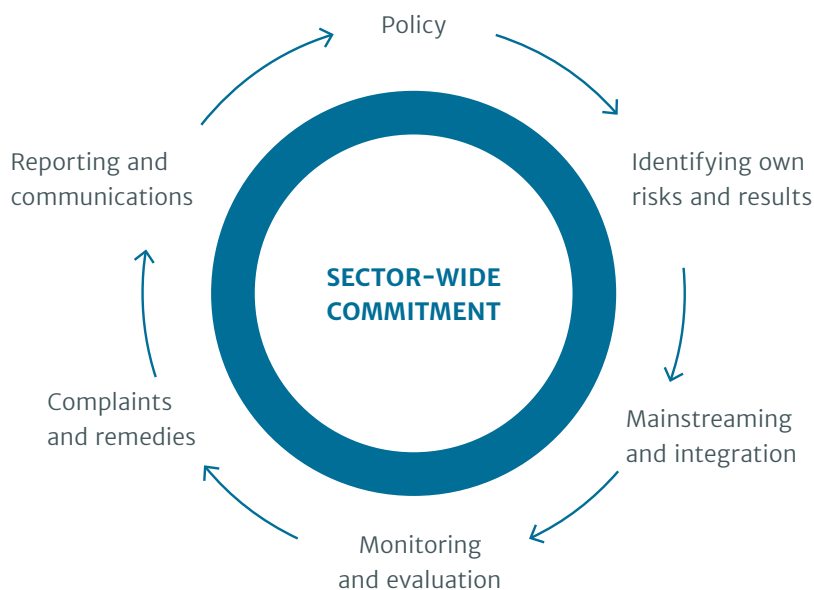 Policy
Identifying own
risks and results
Mainstreaming
and integration
Monitoring
and evaluation
Complaints
and remedies
Reporting and
communications
SECTOR-WIDE
COMMITMENT